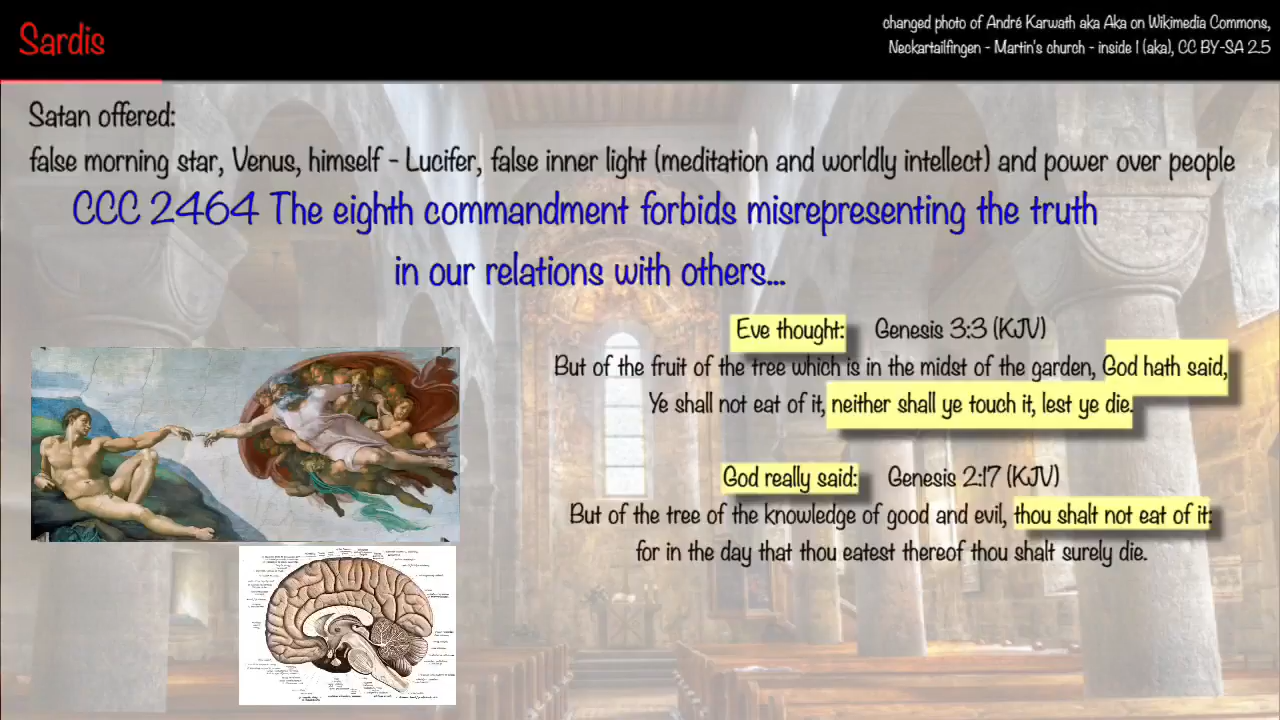 Sardis
changed photo of André Karwath aka Aka on Wikimedia Commons,
Neckartailfingen - Martin's church - inside 1 (aka), CC BY-SA 2.5
Satan offered:
false morning star, Venus, himself - Lucifer, false inner light (meditation and worldly intellect) and power over people
CCC 2464 The eighth commandment forbids misrepresenting the truth
in our relations with others...
Eve thought: Genesis 3:3 (KJV)
But of the fruit of the tree which is in the midst of the garden, God hath said,
Ye shall not eat of it, neither shall ye touch it, lest ye die.
God really said: Genesis 2:17 (KJV)
But of the tree of the knowledge of good and evil, thou shalt not eat of it:
for in the day that thou eatest thereof thou shalt surely die.